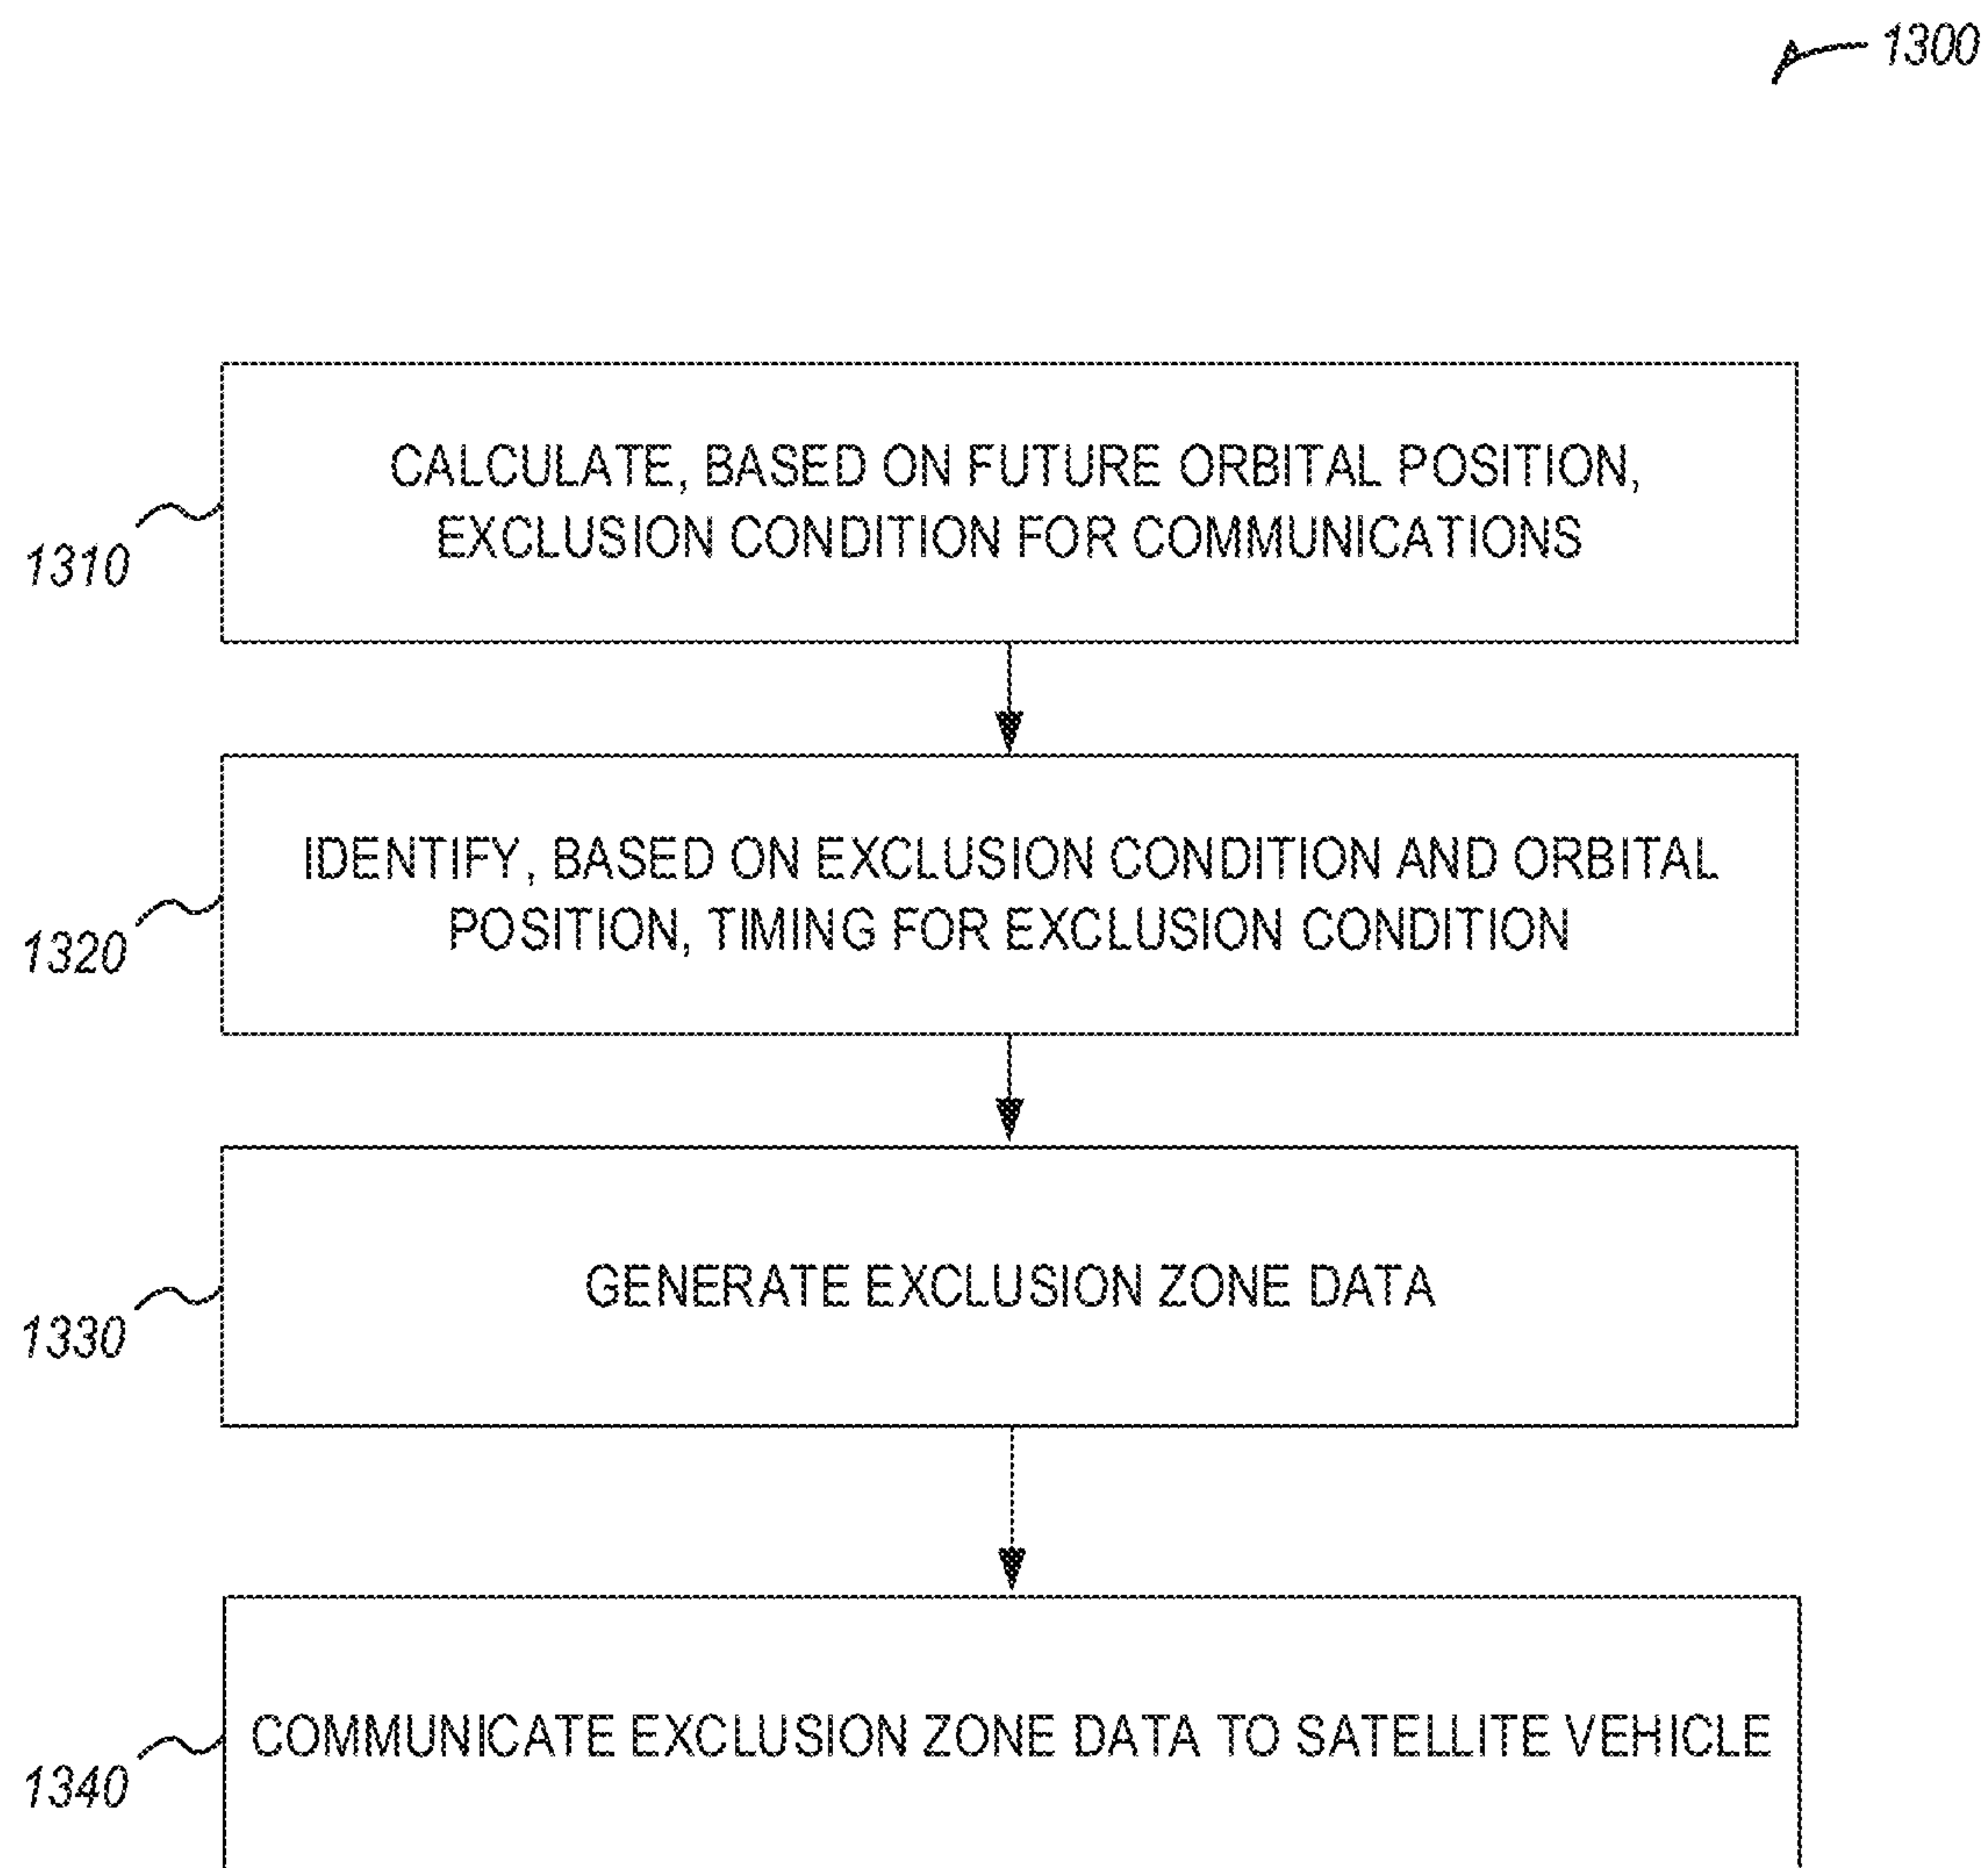 1300
CALCULATE, BASED ON FUTURE ORBITAL POSITION,
EXCLUSION CONDITION FOR COMMUNICATIONS
1310
IDENTIFY, BASED ON EXCLUSION CONDITION AND ORBITAL
POSITION, TIMING FOR EXCLUSION CONDITION
1320
GENERATE EXCLUSION ZONE DATA
1330
COMMUNICATE EXCLUSION ZONE DATA TO SATELLITE VEHICLE
1340